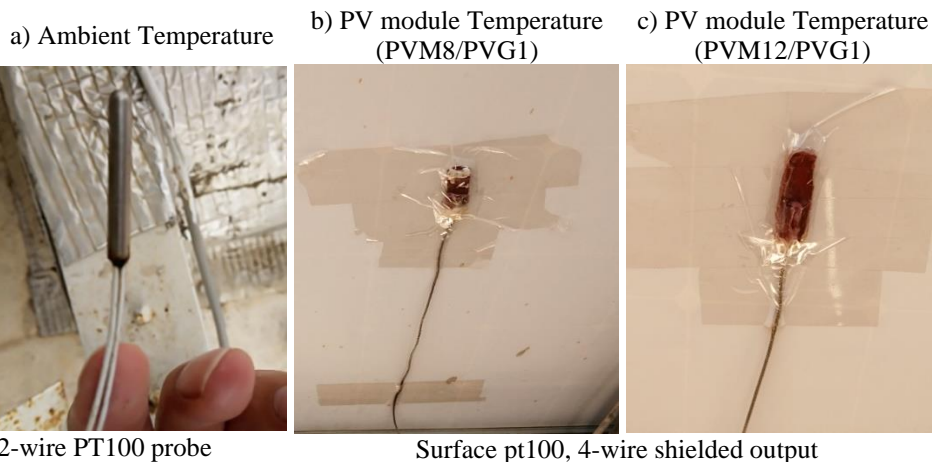 a) Ambient Temperature
b) PV module Temperature
(PVM8/PVG1)
c) PV module Temperature
(PVM12/PVG1)
2-wire PT100 probe
Surface pt100, 4-wire shielded output